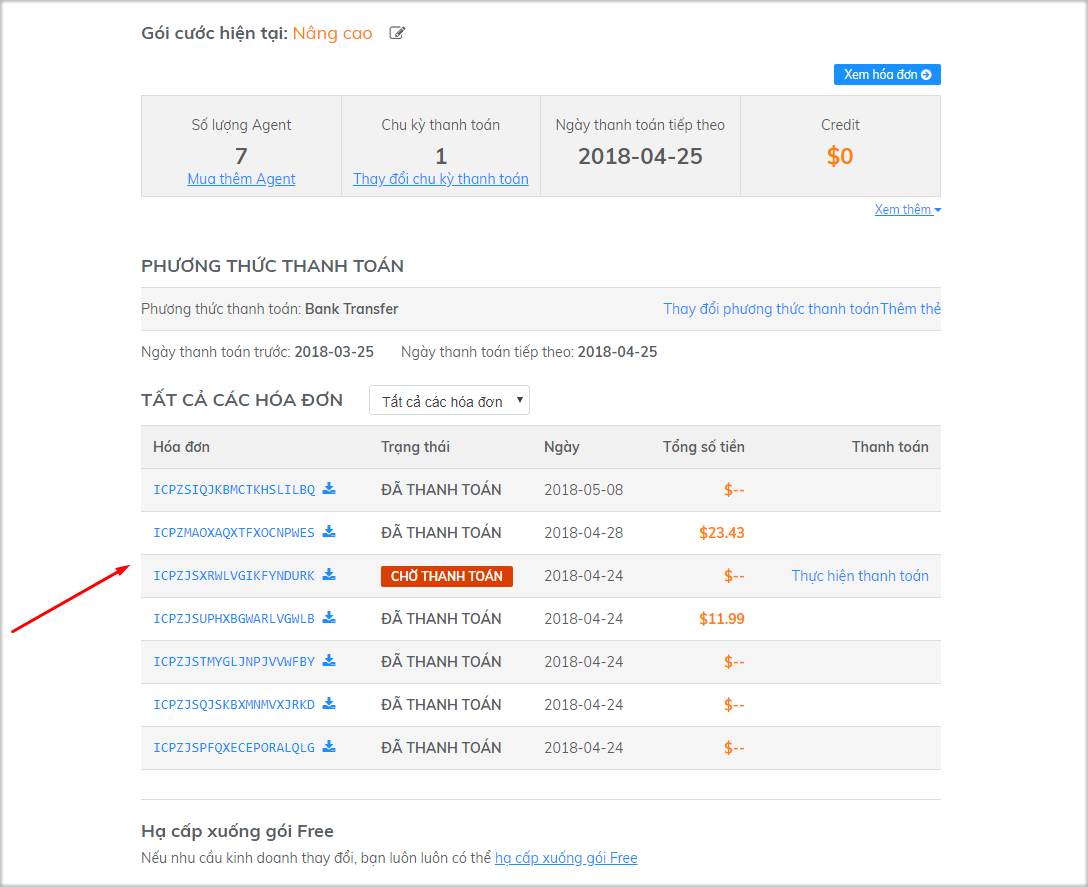 Gói cước hiện tại: Nâng cao
Xem hóa đơn
Số lượng Agent Chu kỳ thanh toán Ngày thanh toán tiếp theo Credit
7 1 2018-04-25 $0
Mua thêm Agent Thay đổi chu kỳ thanh toán
Xem thêm
PHƯƠNG THỨC THANH TOÁN
Phương thức thanh toán: Bank Transfer Thay đổi phương thức thanh toánThêm thẻ
Ngày thanh toán trước: 2018-03-25 Ngày thanh toán tiếp theo: 2018-04-25
TẤT CẢ CÁC HÓA ĐƠN Tất cả các hóa đơn
Hóa đơn Trạng thái Ngày Tổng số tiền Thanh toán
ICPZSIQJKBMCTKHSLILBQ ĐÃ THANH TOÁN 2018-05-08 $--
ICPZMAOXAQXTFXOCNPWES ĐÃ THANH TOÁN 2018-04-28 $23.43
ICPZJSXRWLVGIKFYNDURK CHỜ THANH TOÁN 2018-04-24 $-- Thực hiện thanh toán
ICPZJSUPHXBGWARLVGWLB ĐÃ THANH TOÁN 2018-04-24 $11.99
ICPZJSTMYGLJNPJVVWFBY ĐÃ THANH TOÁN 2018-04-24 $--
ICPZJSQJSKBXMNMVXJRKD ĐÃ THANH TOÁN 2018-04-24 $--
ICPZJSPFQXECEPORALQLG ĐÃ THANH TOÁN 2018-04-24 $--
Hạ cấp xuống gói Free
Nếu nhu cầu kinh doanh thay đổi, bạn luôn luôn có thể hạ cấp xuống gói Free